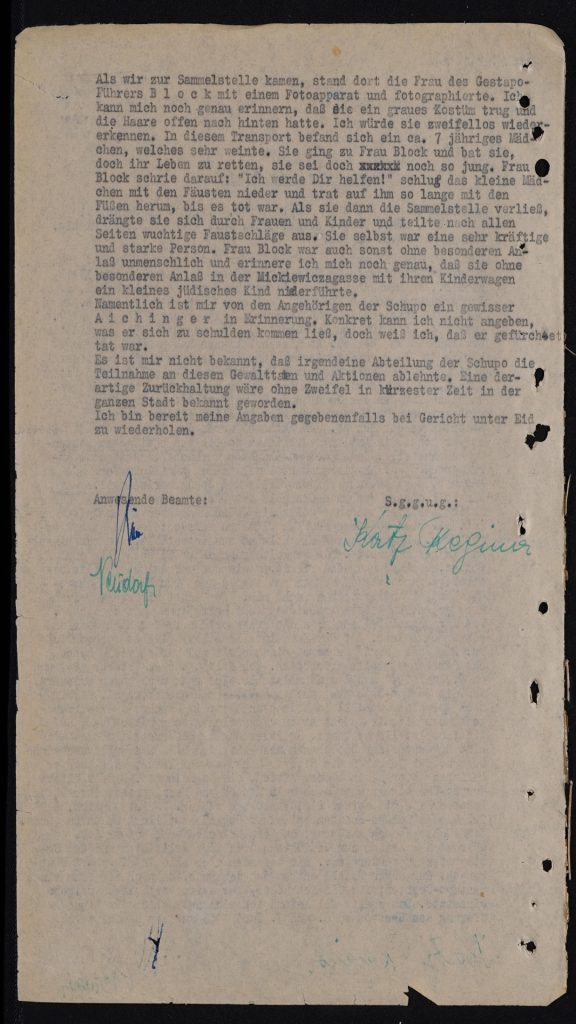 Als wir zur Sammelstelle kamen, stand dort die Frau des Gestapo-
Führers B l o c k mit einem Fotoapparat und fotographierte. Ich
kann mich noch genau erinnern, daß sie ein graues Kostüm trug und
die Haare offen nach hinten hatte. Ich würde sie zweifellos wieder-
erkennen. In diesem Transport befand sich ein ca. 7 jähriges Mäd-
chen, welches sehr weinte. Sie ging zu Frau Block und bat sie,
doch ihr Leben zu retten, sie sei doch xxxxxx noch so jung. Frau
Block schrie darauf: "Ich werde Dir helfen!" schlug das kleine Mäd-
chen mit den Fäusten nieder und trat auf ihm so lange mit den
Füßen herum, bis es tot war. Als sie dann die Sammelstelle verließ,
drängte sie sich durch Frauen und Kinder und teilte nach allen
Seiten wuchtige Faustschläge aus. Sie selbst war eine sehr kräftige
und starke Person. Frau Block war auch sonst ohne besonderen An-
laß unmenschlich und erinnere ich mich noch genau, daß sie ohne
besonderen Anlaß in der Mickiewiczagasse mit ihren Kinderwagen
ein kleines jüdisches Kind niederführte.
Namentlich ist mir von den Angehörigen der Schupo ein gewisser
A i c h i n g e r in Erinnerung. Konkret kann ich nicht angeben,
was er sich zu schulden kommen ließ, doch weiß ich, daß er gefürchtet
tat war.
Es ist mir nicht bekannt, daß irgendeine Abteilung der Schupo die
Teilnahme an diesen Gewalttaten und Aktionen ablehnte. Eine der-
artige Zurückhaltung wäre ohne Zweifel in kürzester Zeit in der
ganzen Stadt bekannt geworden.
Ich bin bereit meine Angaben gegebenenfalls bei Gericht unter Eid
zu wiederholen.
Anwesende Beamte: S.g.g.u.g.:
Katz Regina
Neudorf